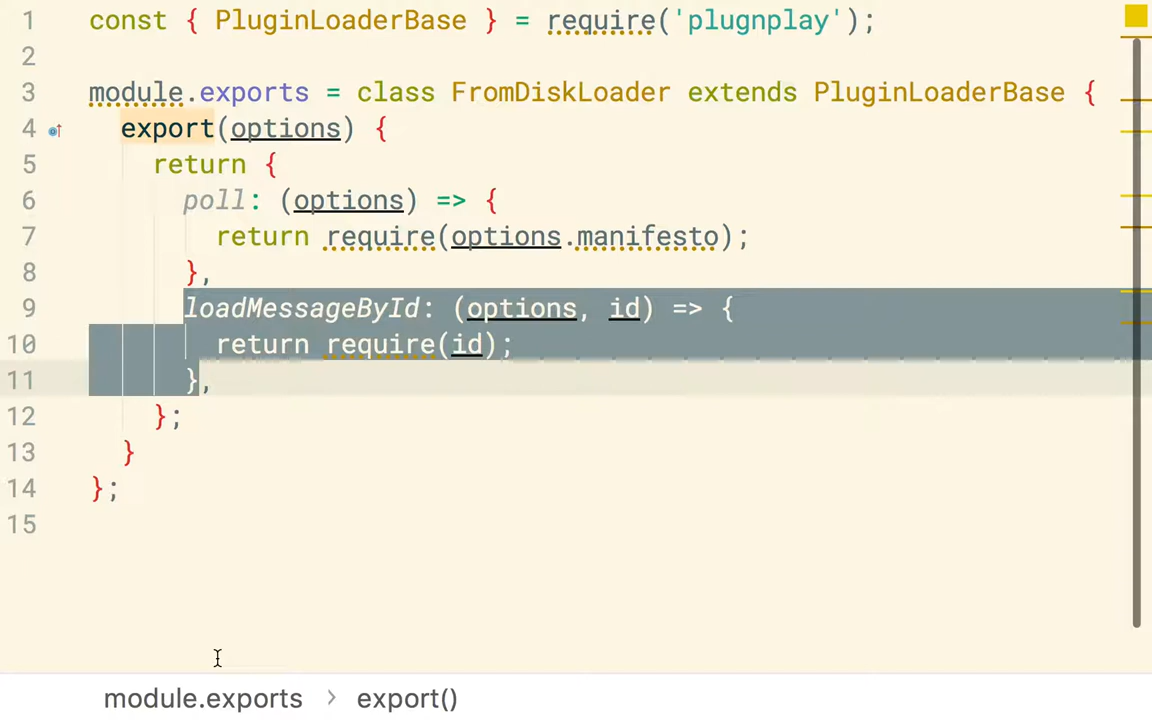 1 const { PluginLoaderBase } = require('plugnplay');
2
3 module.exports = class FromDiskLoader extends PluginLoaderBase {
4 export(options) {
5 return {
6 poll: (options) => {
7 return require(options.manifesto);
8 },
9 loadMessageById: (options, id) => {
10 return require(id);
11 },
12 };
13 }
14 };
15
module.exports > export()